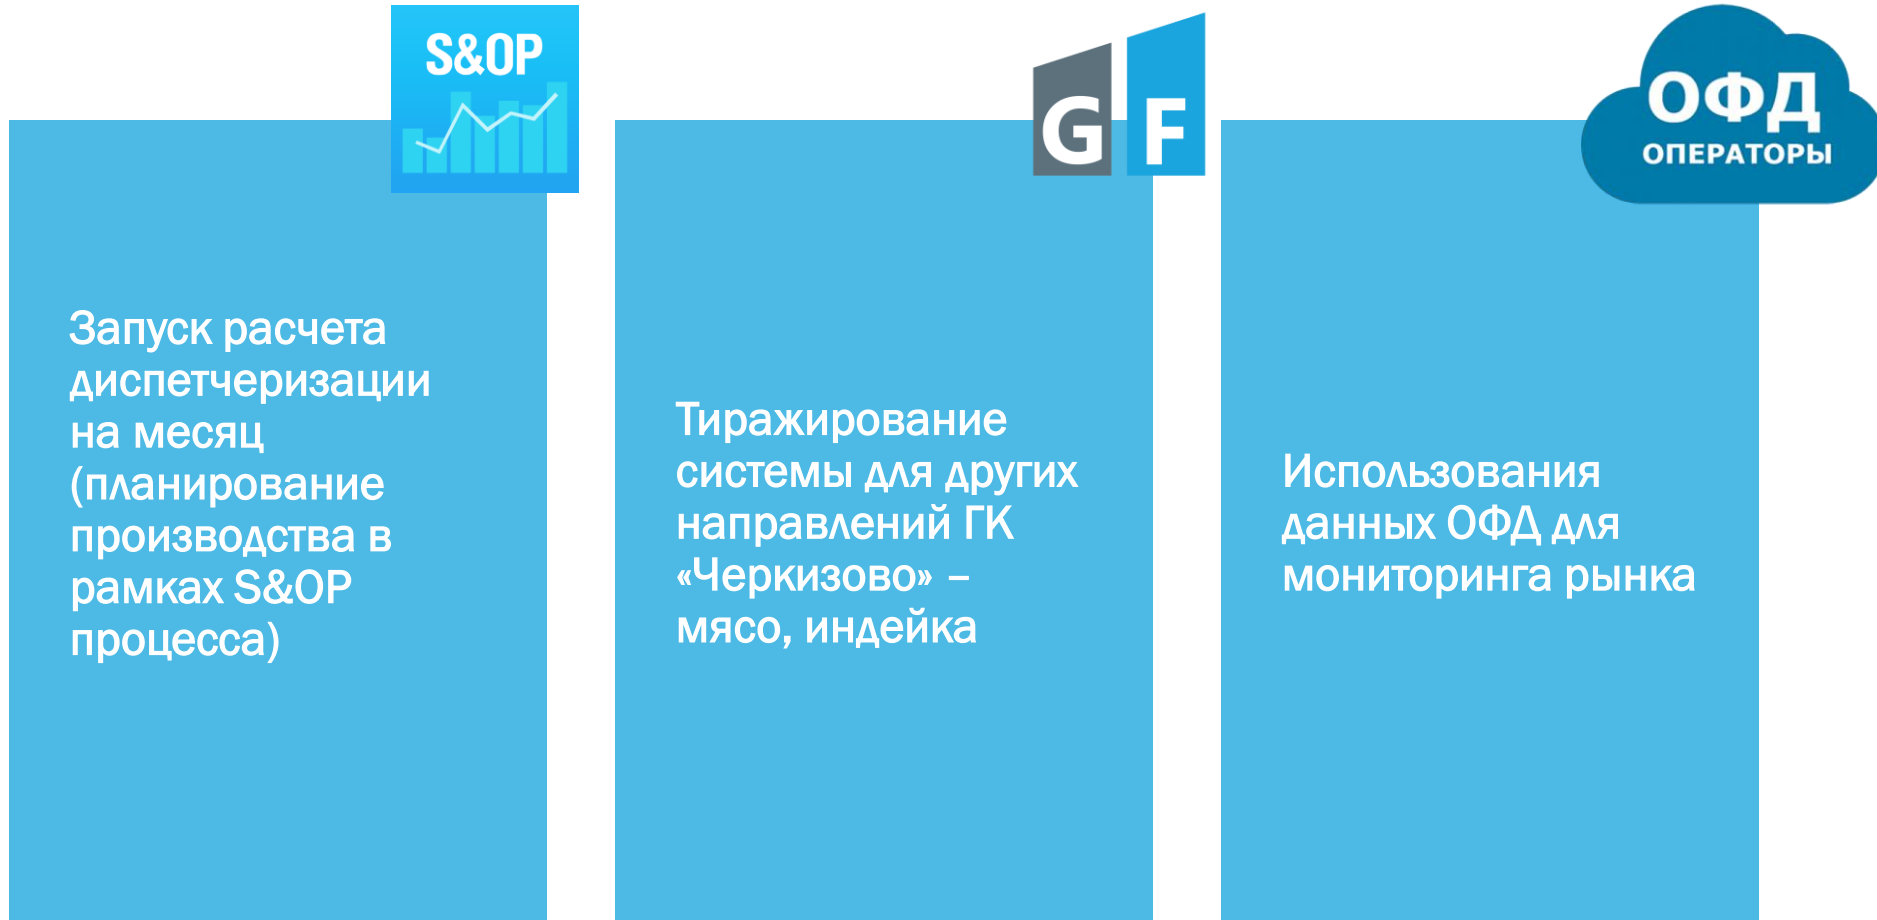 S&OP
Запуск расчета
диспетчеризации
на месяц
(планирование
производства в
рамках S&OP
процесса)
G F
Тиражирование
системы для других
направлений ГК
«Черкизово» –
мясо, индейка
ОФД
ОПЕРАТОРЫ
Использования
данных ОФД для
мониторинга рынка